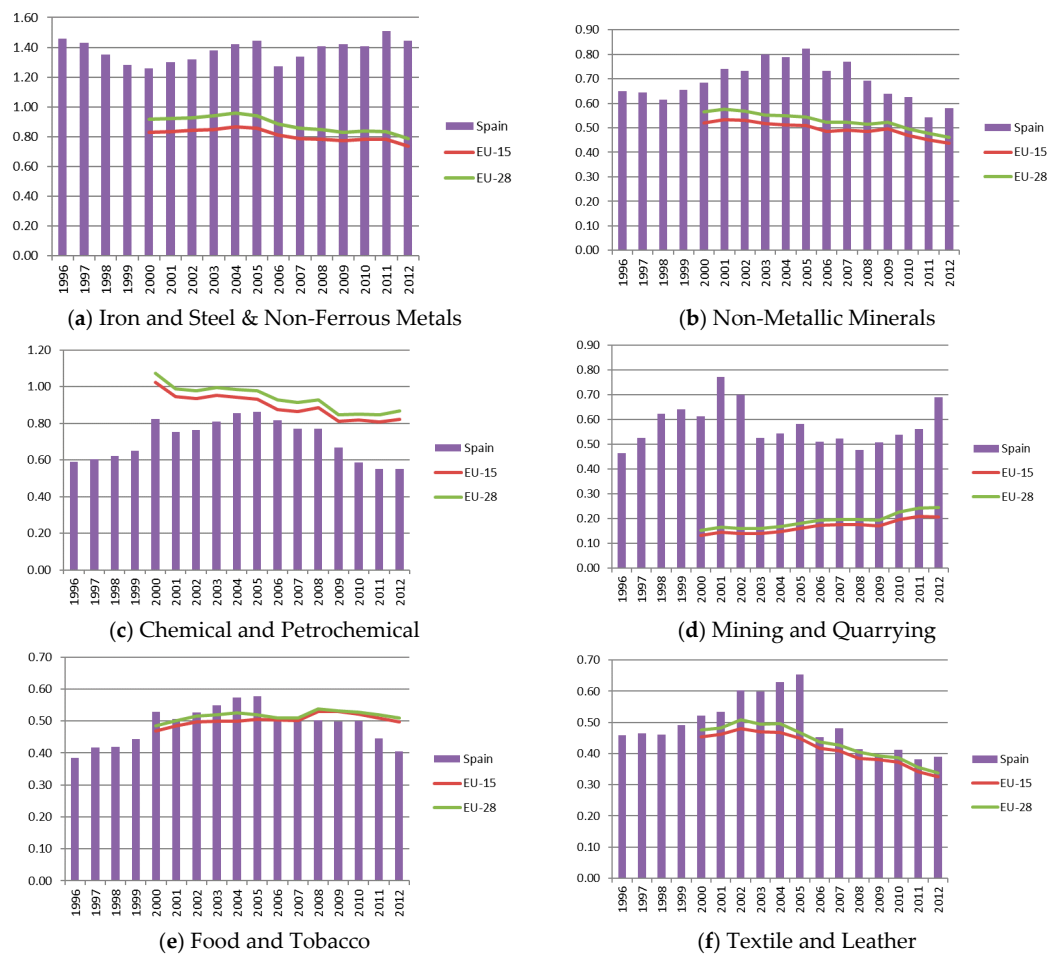 1.60
1.40
1.20
1.00
0.80
0.60
0.40
0.20
0.00
1996 1997 1998 1999 2000 2001 2002 2003 2004 2005 2006 2007 2008 2009 2010 2011 2012
Spain
EU-15
EU-28
(a) Iron and Steel & Non-Ferrous Metals
0.90
0.80
0.70
0.60
0.50
0.40
0.30
0.20
0.10
0.00
1996 1997 1998 1999 2000 2001 2002 2003 2004 2005 2006 2007 2008 2009 2010 2011 2012
Spain
EU-15
EU-28
(b) Non-Metallic Minerals
1.20
1.00
0.80
0.60
0.40
0.20
0.00
1996 1997 1998 1999 2000 2001 2002 2003 2004 2005 2006 2007 2008 2009 2010 2011 2012
Spain
EU-15
EU-28
(c) Chemical and Petrochemical
0.90
0.80
0.70
0.60
0.50
0.40
0.30
0.20
0.10
0.00
1996 1997 1998 1999 2000 2001 2002 2003 2004 2005 2006 2007 2008 2009 2010 2011 2012
Spain
EU-15
EU-28
(d) Mining and Quarrying
0.70
0.60
0.50
0.40
0.30
0.20
0.10
0.00
1996 1997 1998 1999 2000 2001 2002 2003 2004 2005 2006 2007 2008 2009 2010 2011 2012
Spain
EU-15
EU-28
(e) Food and Tobacco
0.70
0.60
0.50
0.40
0.30
0.20
0.10
0.00
1996 1997 1998 1999 2000 2001 2002 2003 2004 2005 2006 2007 2008 2009 2010 2011 2012
Spain
EU-15
EU-28
(f) Textile and Leather